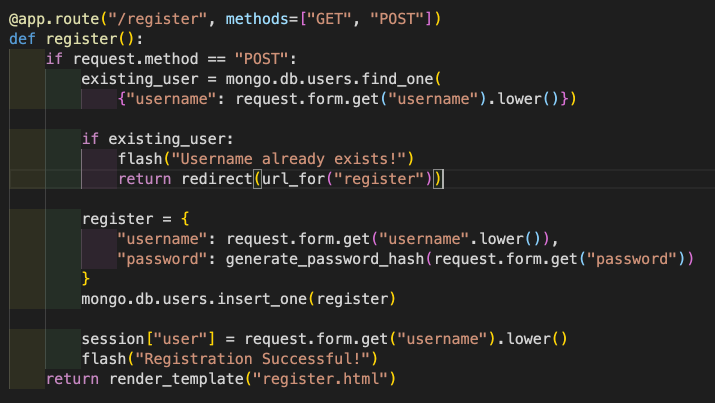 @app.route("/register", methods=["GET", "POST"])
def register():
    if request.method == "POST":
        existing_user = mongo.db.users.find_one(
            {"username": request.form.get("username").lower()})

        if existing_user:
            flash("Username already exists!")
            return redirect(url_for("register"))

        register = {
            "username": request.form.get("username".lower()),
            "password": generate_password_hash(request.form.get("password"))
        }
        mongo.db.users.insert_one(register)

        session["user"] = request.form.get("username").lower()
        flash("Registration Successful!")
    return render_template("register.html")